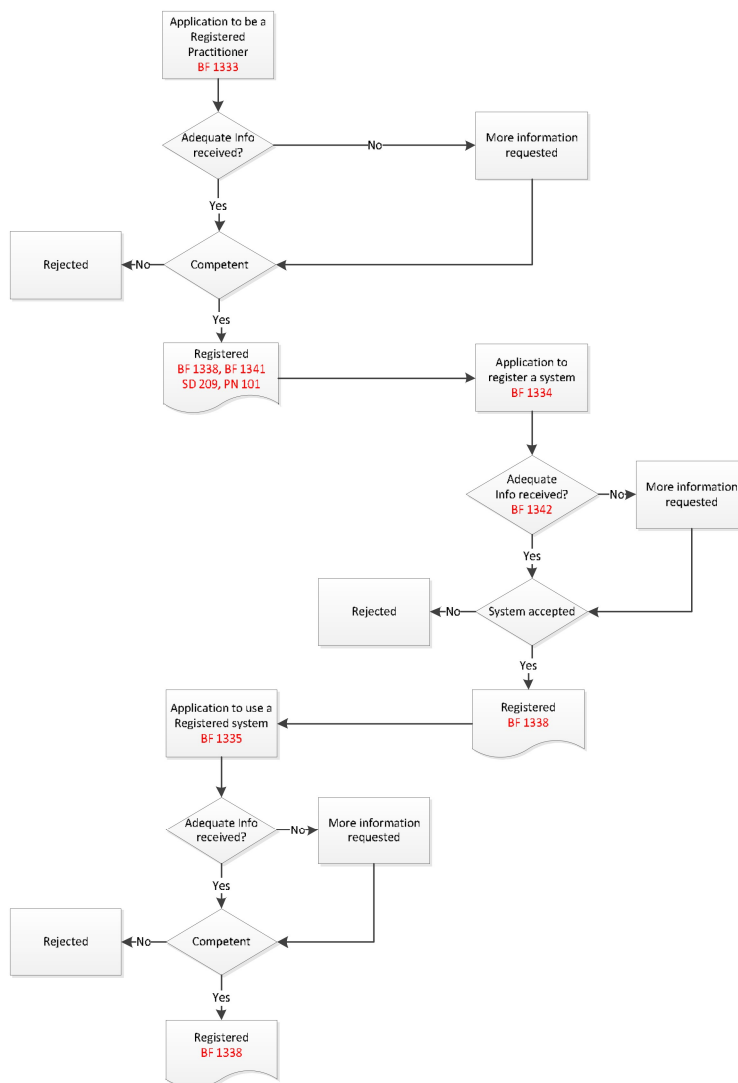 Application to be a
Registered
Practitioner
BF 1333
Adequate Info
received?
No
More information
requested
Yes
Rejected
No
Competent
Yes
Registered
BF 1338, BF 1341
SD 209, PN 101
Application to
register a system
BF 1334
Adequate
Info received?
BF 1342
No
More information
requested
Yes
Rejected
No
System accepted
Yes
Application to use a
Registered system
BF 1335
Registered
BF 1338
Adequate Info
received?
No
More information
requested
Yes
Rejected
No
Competent
Yes
Registered
BF 1338